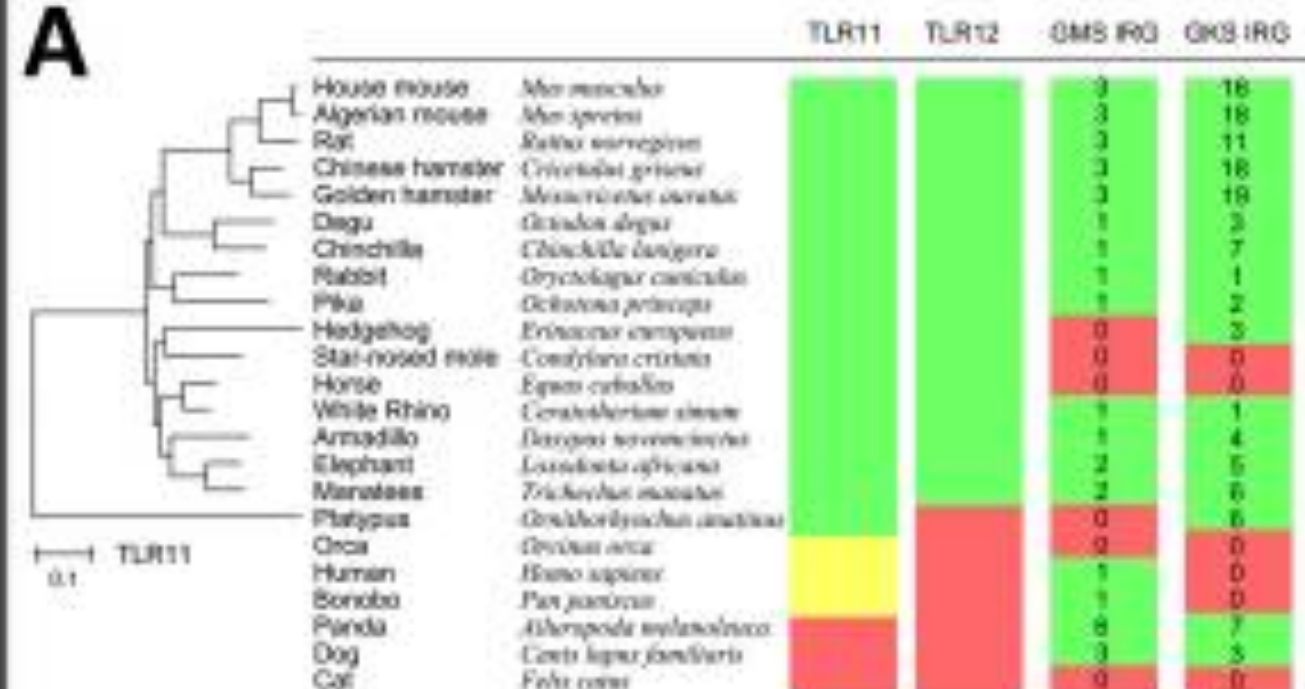 A
TLR11 TLR12 GMS IRG GKS IRG
House mouse Mus musculus 3
Algerian mouse Mus spretus 3
Rat Rattus norvegicus 3 11
Chinese hamster Cricetulus griseus 3
Golden hamster Mesocricetus auratus 3 19
Degu Octodon degus 1 3
Chinchilla Chinchilla lanigera 1 7
Rabbit Oryctolagus cuniculus 1 1
Pika Ochotona princeps 1 2
Hedgehog Erinaceus europaeus 0 3
Star-nosed mole Condylura cristata 0 0
Horse Equus caballus 0 0
White Rhino Ceratotherium simum 1 1
Armadillo Dasypus novemcinctus 1 4
Elephant Loxodonta africana 2 5
Manatees Trichechus manatus 2 6
Platypus Ornithorhynchus anatinus 0 6
Orca Orcinus orca 0 0
TLR11
0.1
Human Homo sapiens 1 0
Bonobo Pan paniscus 1 0
Panda Ailuropoda melanoleuca 7
Dog Canis lupus familiaris 3 3
Cat Felis catus 0 0